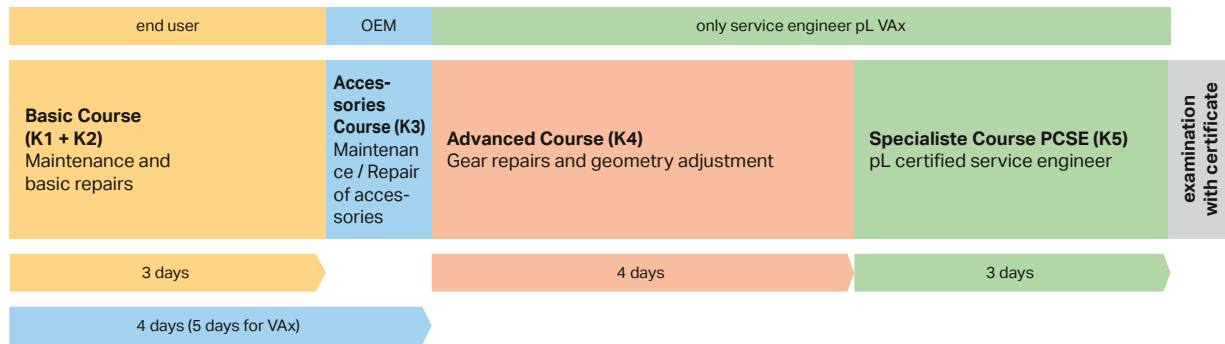 end user
OEM
only service engineer pL VAx
Basic Course
(K1 + K2)
Maintenance and
basic repairs
Acces-
sories
Course (K3)
Maintenan
ce / Repair
of acces-
sories
Advanced Course (K4)
Gear repairs and geometry adjustment
Specialiste Course PCSE (K5)
pL certified service engineer
examination
with certificate
3 days
4 days
3 days
4 days (5 days for VAx)